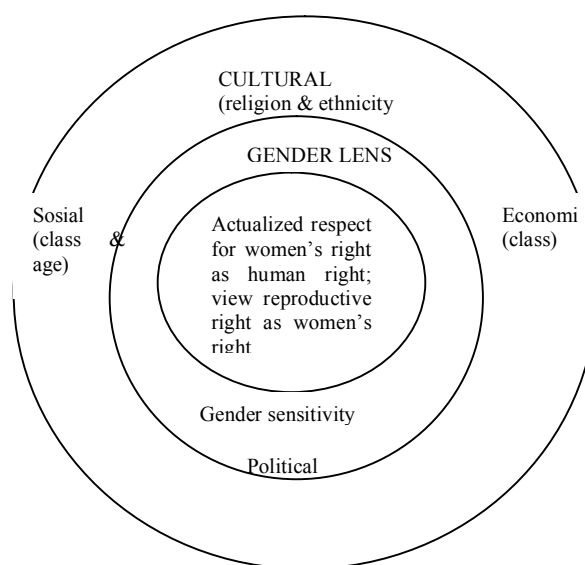 CULTURAL
(religion & ethnicity
GENDER LENS
Sosial
(class &
age)
Economi
(class)
Actualized respect
for women's right
as human right;
view reproductive
right as women's
right
Gender sensitivity
Political